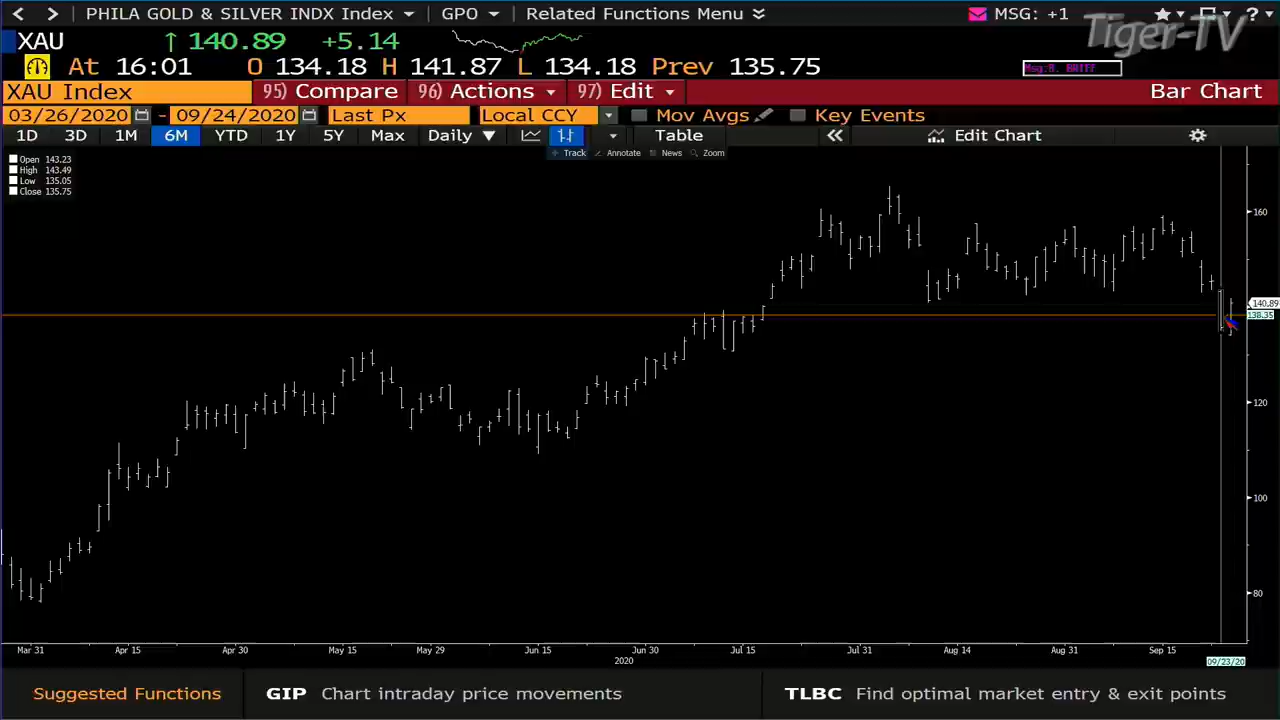 PHILA GOLD & SILVER INDX Index GPO Related Functions Menu MSG: +1 ?
Tiger-TV
XAU 140.89 +5.14
At 16:01 O 134.18 H 141.87 L 134.18 Prev 135.75
XAU Index 95) Compare 96) Actions 97) Edit Bar Chart
03/26/2020 - 09/24/2020 Last Px Local CCY Mov Avgs Key Events
1D 3D 1M 6M YTD 1Y 5Y Max Daily Table Edit Chart
Track Annotate News Zoom
Open 143.23
High 143.49
Low 135.05
Close 135.75
160
140.89
138.35
120
100
80
Mar 31 Apr 15 Apr 30 May 15 May 29 Jun 15 Jun 30 Jul 15 Jul 31 Aug 14 Aug 31 Sep 15
2020 09/23/20
Suggested Functions GIP Chart intraday price movements TLBC Find optimal market entry & exit points